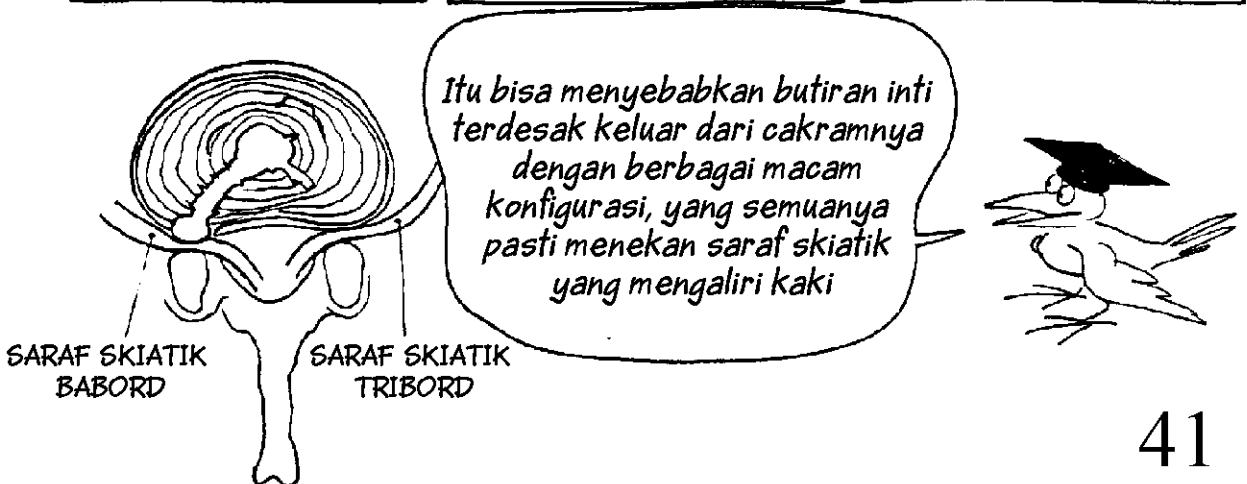 Itu bisa menyebabkan butiran inti
terdesak keluar dari cakramnya
dengan berbagai macam
konfigurasi, yang semuanya
pasti menekan saraf skiatik
yang mengaliri kaki
SARAF SKIATIK
BABORD
SARAF SKIATIK
TRIBORD
41